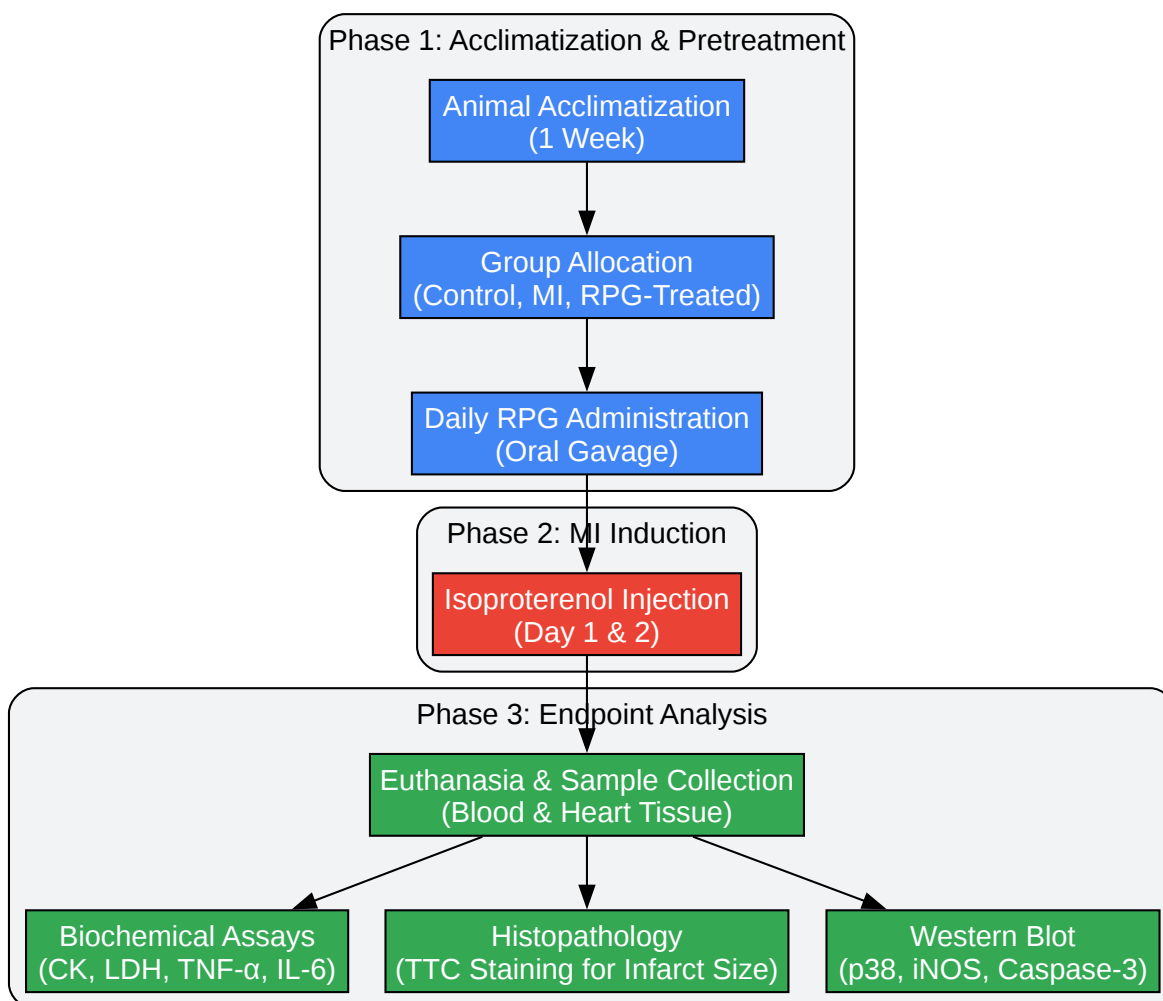 Phase 1: Acclimatization & Pretreatment
Animal Acclimatization
(1 Week)
Group Allocation
(Control, MI, RPG-Treated)
Daily RPG Administration
(Oral Gavage)
Phase 2: MI Induction
Isoproterenol Injection
(Day 1 & 2)
Phase 3: Endpoint Analysis
Euthanasia & Sample Collection
(Blood & Heart Tissue)
Biochemical Assays
(CK, LDH, TNF-α, IL-6)
Histopathology
(TTC Staining for Infarct Size)
Western Blot
(p38, iNOS, Caspase-3)